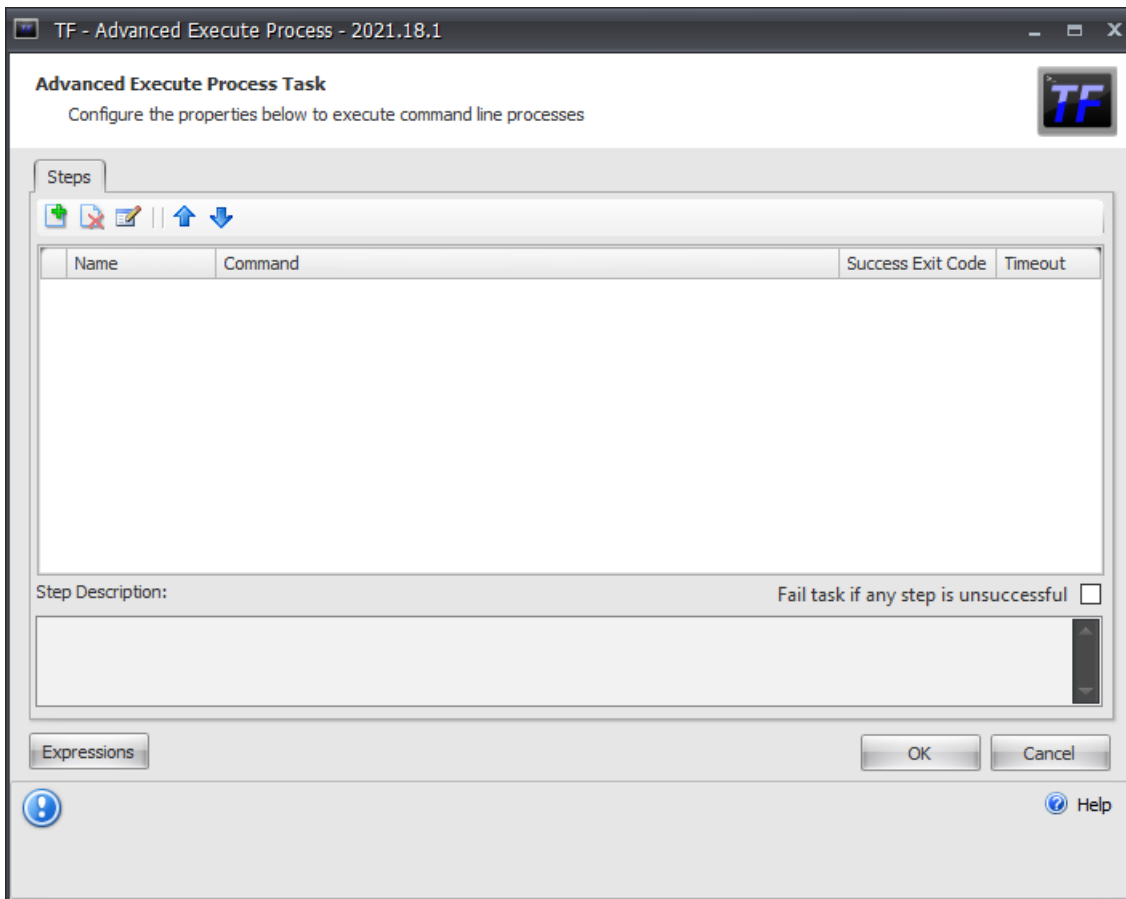 TF - Advanced Execute Process - 2021.18.1
Advanced Execute Process Task
Configure the properties below to execute command line processes
TF
Steps
Name Command Success Exit Code Timeout
Step Description: Fail task if any step is unsuccessful
Expressions OK Cancel
Help